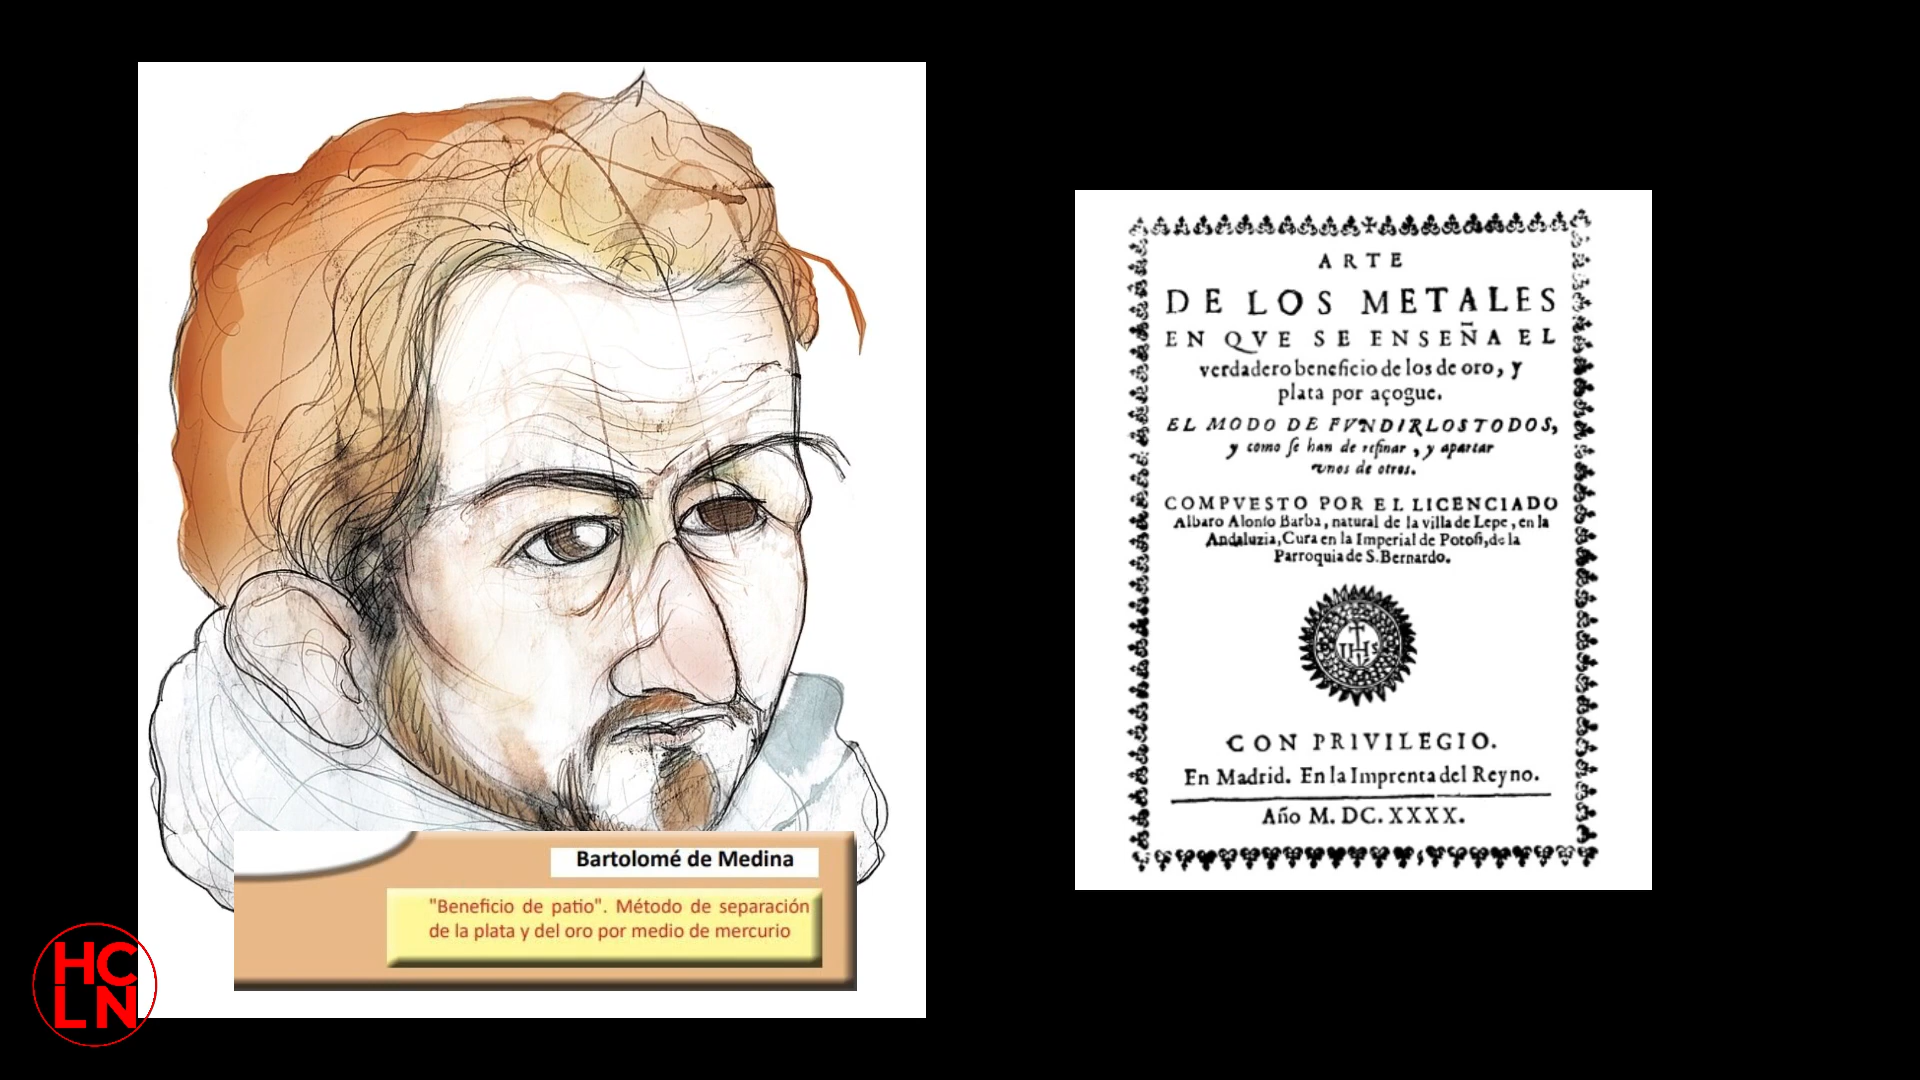 Bartolomé de Medina
"Beneficio de patio". Método de separación
de la plata y del oro por medio de mercurio
HC
LN
ARTE
DE LOS METALES
EN QVE SE ENSEÑA EL
verdadero beneficio de los de oro, y
plata por açogue.
EL MODO DE FVNDIRLOS TODOS,
y como ſe han de refinar, y apartar
vnos de otros.
COMPVESTO POR EL LICENCIADO
Albaro Alonſo Barba, natural de la villa de Lepe, en la
Andaluzia, Cura en la Imperial de Potoſi, de la
Parroquia de S. Bernardo.
IHS
CON PRIVILEGIO.
En Madrid. En la Imprenta del Reyno.
Año M. DC. XXXX.